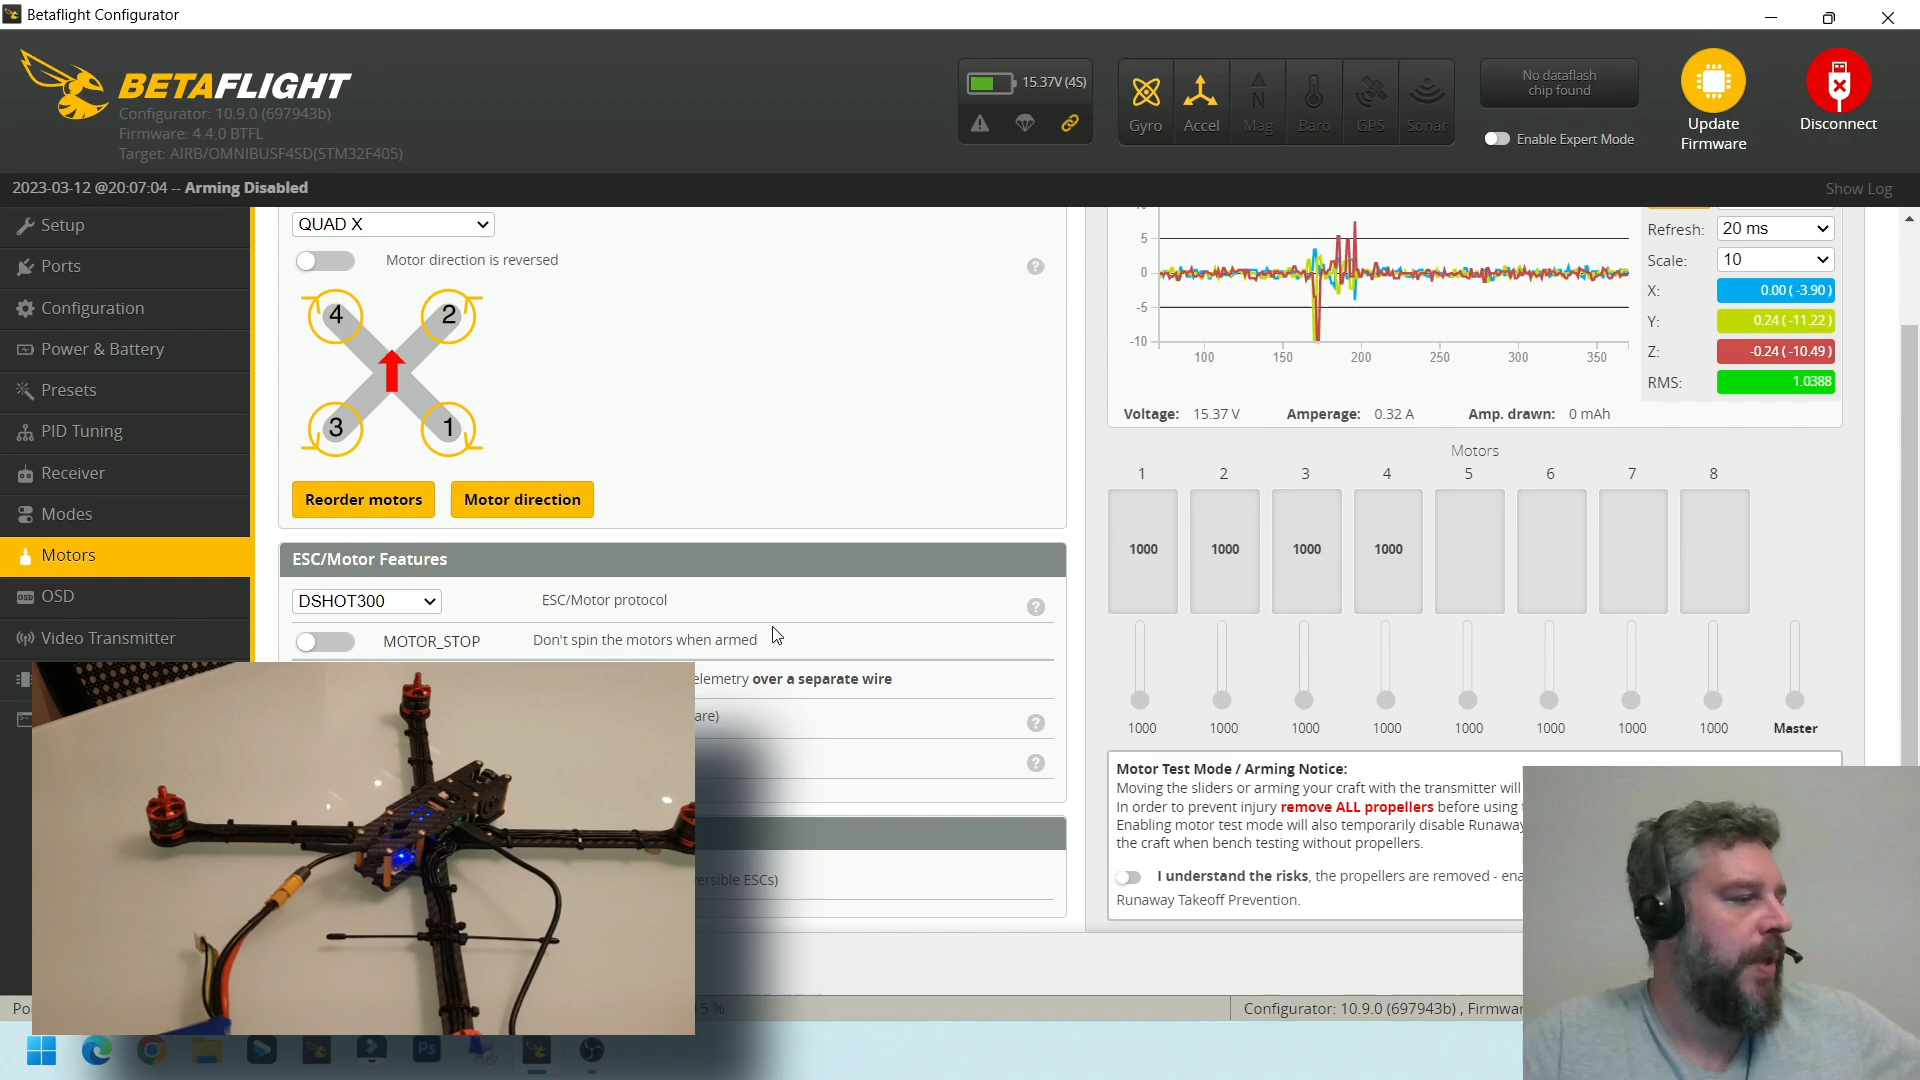 Betaflight Configurator
BETAFLIGHT
Configurator: 10.9.0 (697943b)
Firmware: 4.4.0 BTFL
Target: AIRB/OMNIBUSF4SD(STM32F405)
15.37V (4S)
Gyro
Accel
Mag
Baro
GPS
Sonar
No dataflash
chip found
Enable Expert Mode
Update
Firmware
Disconnect
2023-03-12 @20:07:04 -- Arming Disabled
Show Log
Setup
Ports
Configuration
Power & Battery
Presets
PID Tuning
Receiver
Modes
Motors
OSD
Video Transmitter
QUAD X
Motor direction is reversed
4
2
3
1
Reorder motors
Motor direction
ESC/Motor Features
DSHOT300
ESC/Motor protocol
MOTOR_STOP
Don't spin the motors when armed
elemetry over a separate wire
are)
ersible ESCs)
5
0
-5
-10
100
150
200
250
300
350
Refresh: 20 ms
Scale: 10
X: 0.00 (-3.90)
Y: 0.24 (-11.22)
Z: -0.24 (-10.49)
RMS: 1.0388
Voltage: 15.37 V Amperage: 0.32 A Amp. drawn: 0 mAh
Motors
1 2 3 4 5 6 7 8
1000 1000 1000 1000
1000 1000 1000 1000 1000 1000 1000 1000 Master
Motor Test Mode / Arming Notice:
Moving the sliders or arming your craft with the transmitter will
In order to prevent injury remove ALL propellers before using
Enabling motor test mode will also temporarily disable Runaway
the craft when bench testing without propellers.
I understand the risks, the propellers are removed - ena
Runaway Takeoff Prevention.
Po
5 %
Configurator: 10.9.0 (697943b) , Firmwar
Ps